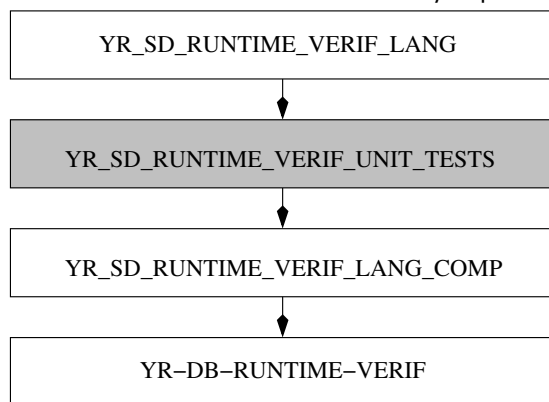 YR_SD_RUNTIME_VERIF_LANG
YR_SD_RUNTIME_VERIF_UNIT_TESTS
YR_SD_RUNTIME_VERIF_LANG_COMP
YR−DB−RUNTIME−VERIF